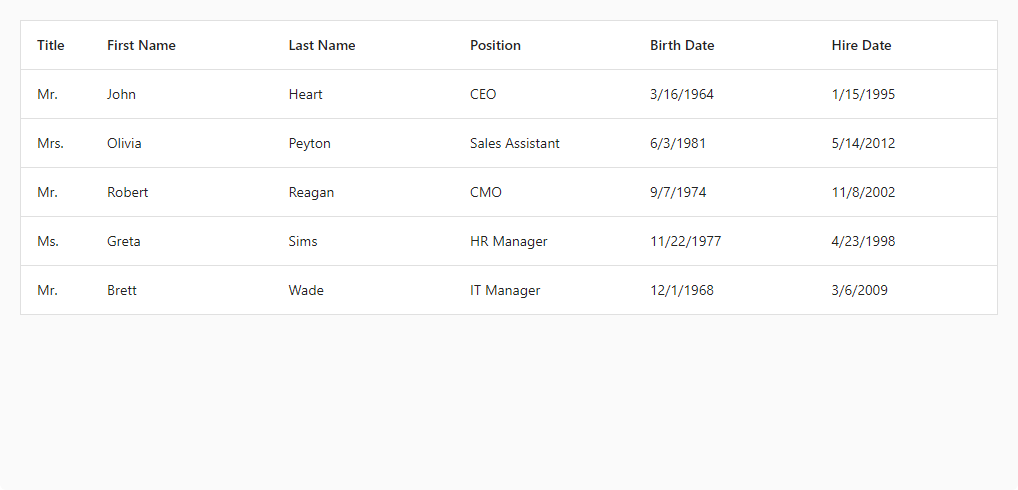 Title First Name Last Name Position Birth Date Hire Date
Mr. John Heart CEO 3/16/1964 1/15/1995
Mrs. Olivia Peyton Sales Assistant 6/3/1981 5/14/2012
Mr. Robert Reagan CMO 9/7/1974 11/8/2002
Ms. Greta Sims HR Manager 11/22/1977 4/23/1998
Mr. Brett Wade IT Manager 12/1/1968 3/6/2009